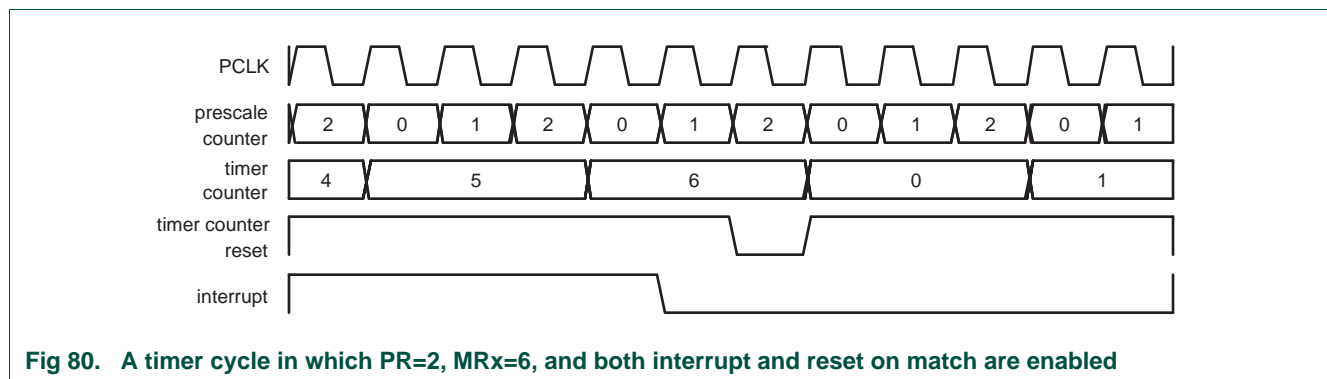 PCLK
prescale
counter
2 0 1 2 0 1 2 0 1 2 0 1
timer
counter
4 5 6 0 1
timer counter
reset
interrupt
Fig 80. A timer cycle in which PR=2, MRx=6, and both interrupt and reset on match are enabled